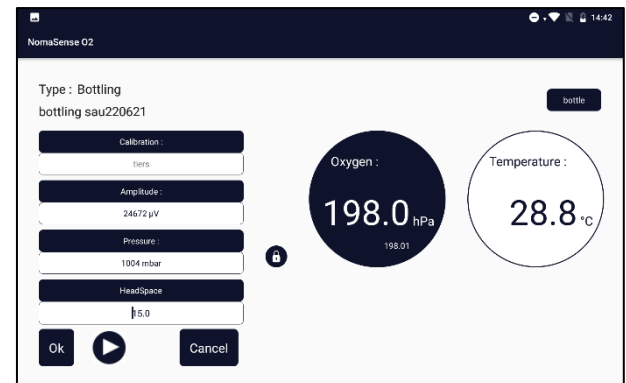 14:42
NomaSense O2
Type : Bottling
bottling sau220621
bottle
Calibration :
tiers
Amplitude :
24672 µV
Pressure :
1004 mbar
HeadSpace
15.0
Ok
Cancel
Oxygen :
198.0 hPa
198.01
Temperature :
28.8 °C